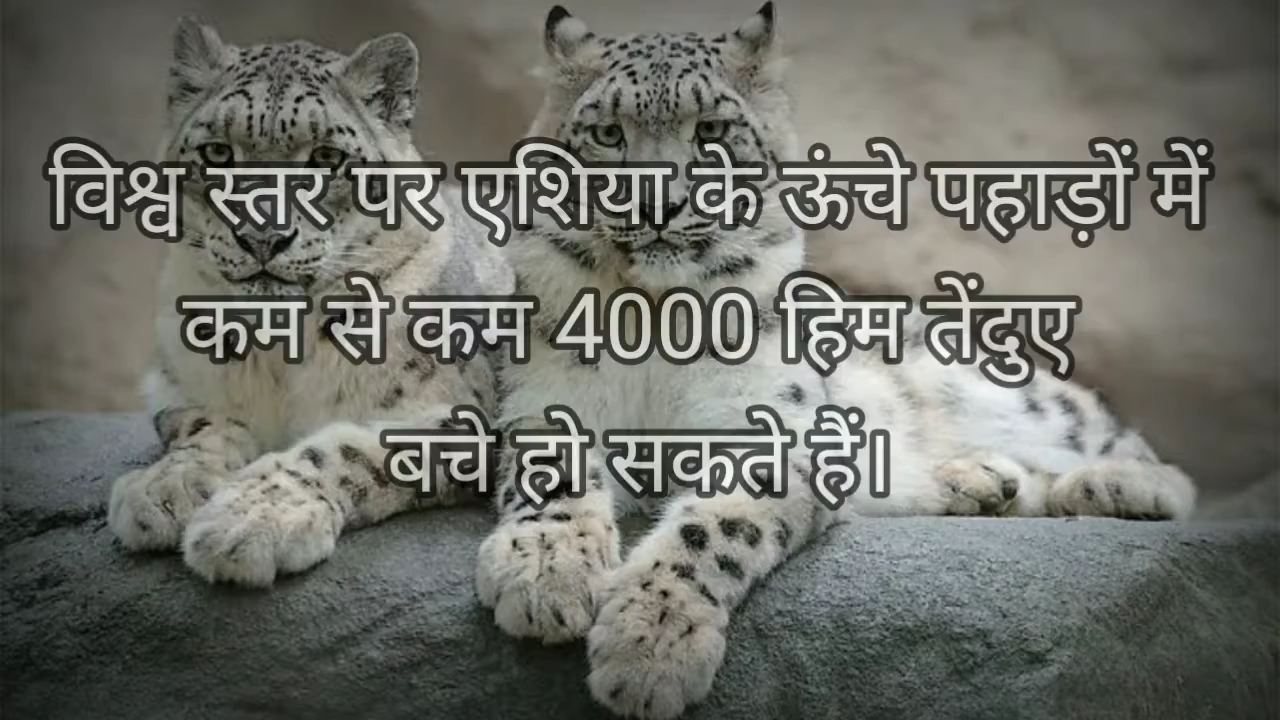 विश्व स्तर पर एशिया के ऊंचे पहाड़ों में
कम से कम 4000 हिम तेंदुए
बचे हो सकते हैं।